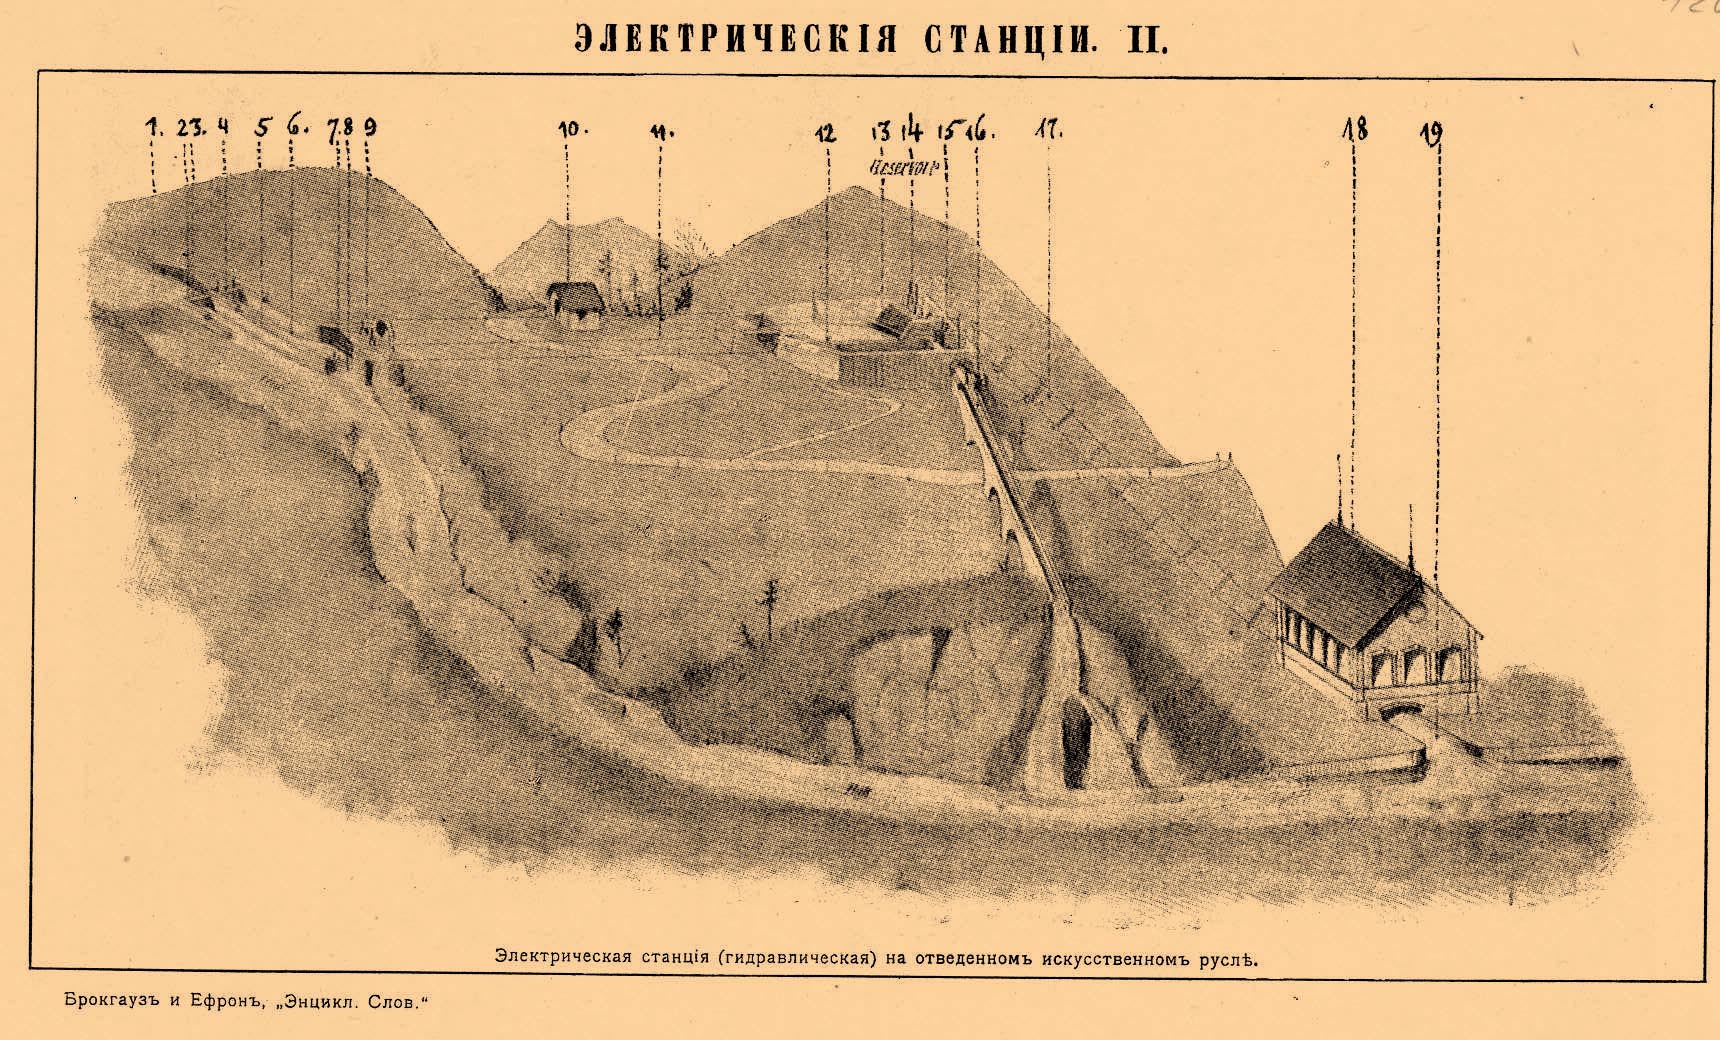 ЭЛЕКТРИЧЕСКІЯ СТАНЦІИ. II.
1. 2 3. 4 5 6. 7. 8 9 10. 11. 12 13 14 15 16. 17. 18 19
Reservoir
Электрическая станція (гидравлическая) на отведенномъ искусственномъ руслѣ.
Брокгаузъ и Ефронъ, „Энцикл. Слов.“